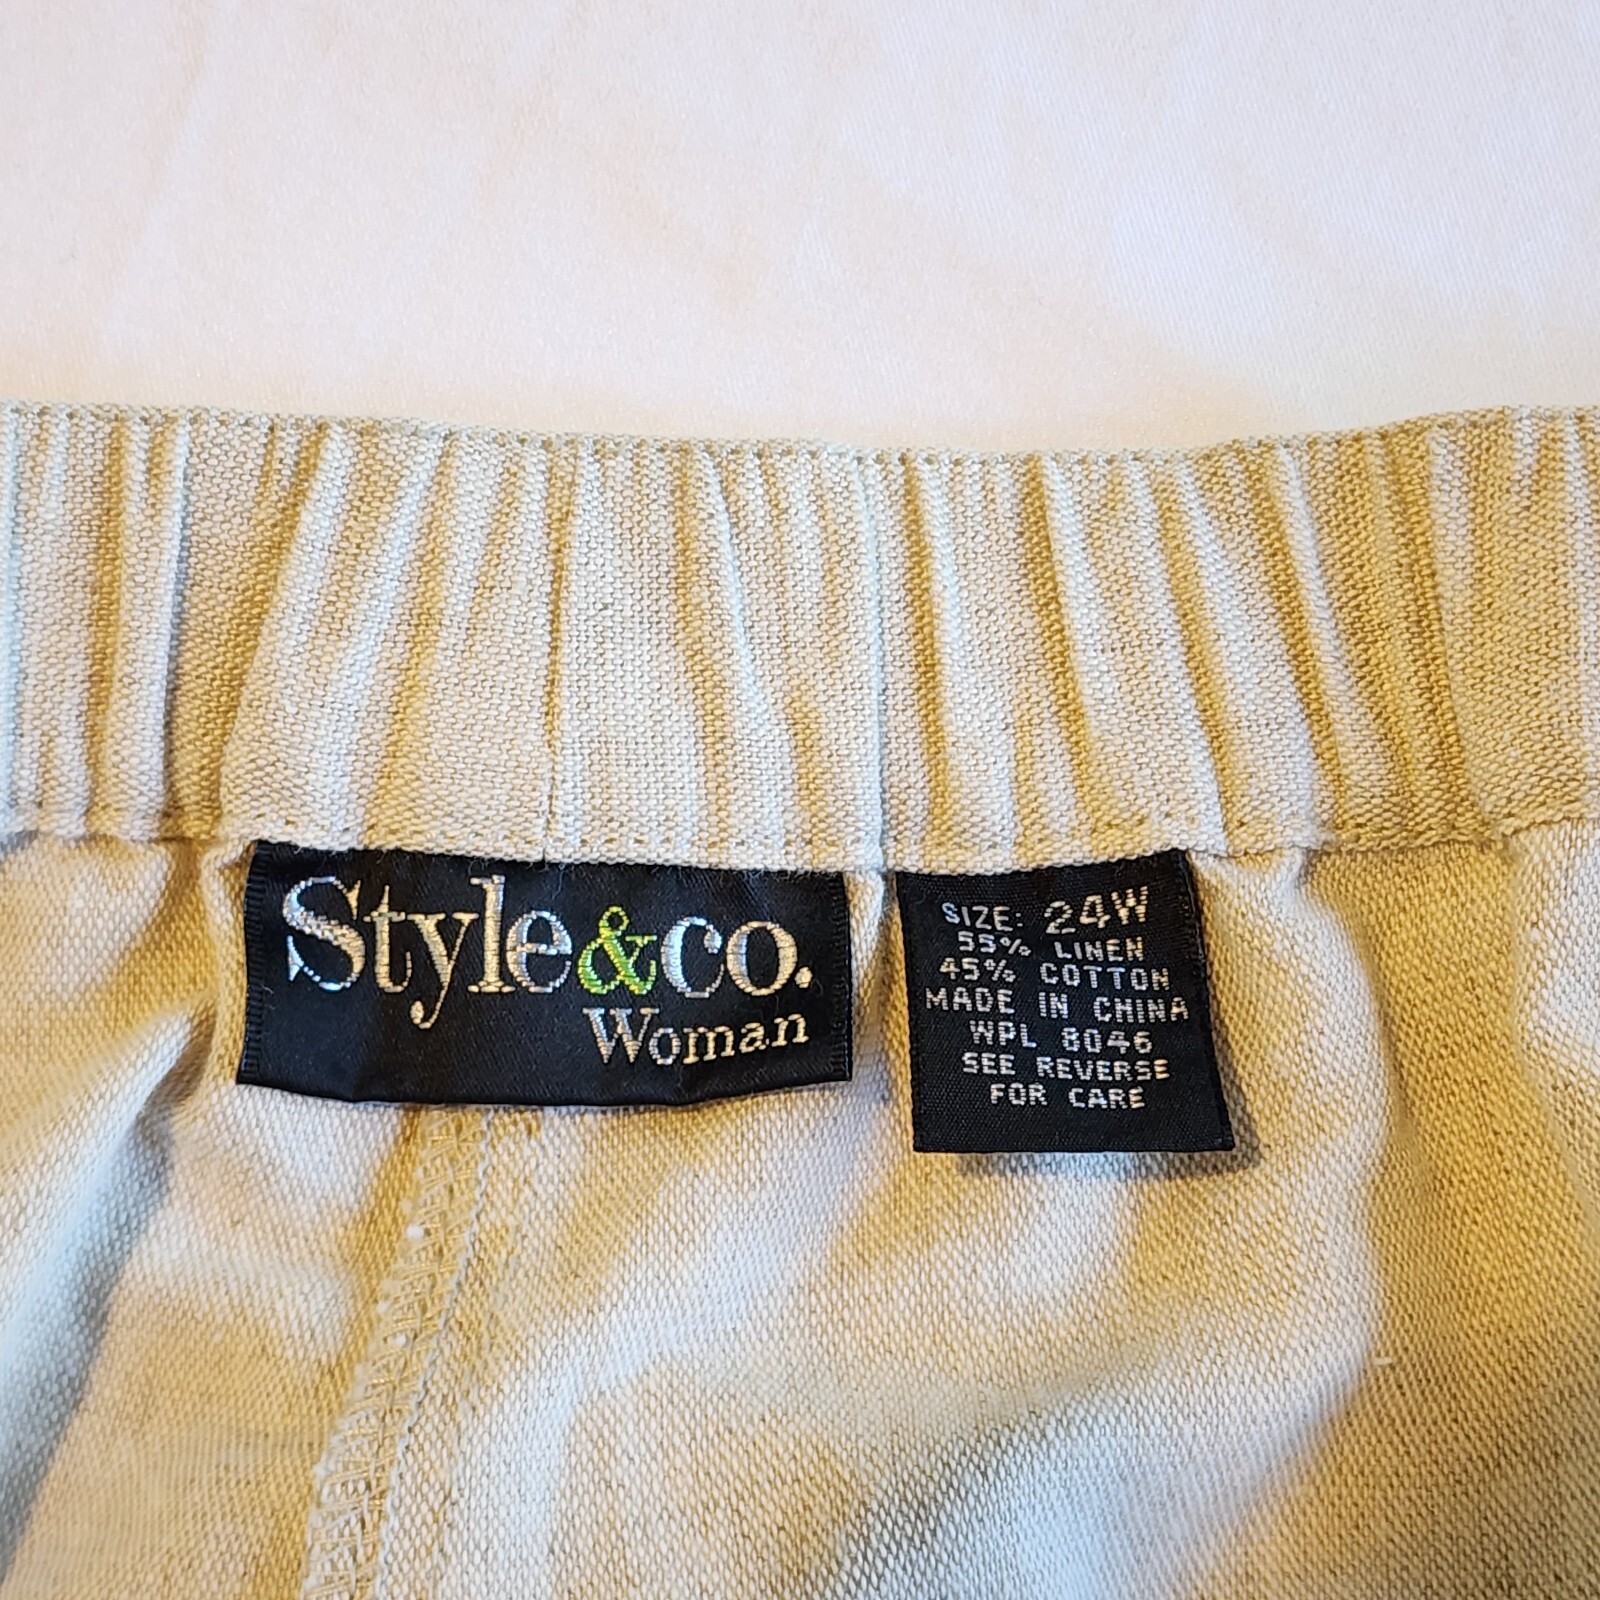 Style&co.
Woman
SIZE: 24W
55% LINEN
45% COTTON
MADE IN CHINA
WPL 8046
SEE REVERSE
FOR CARE